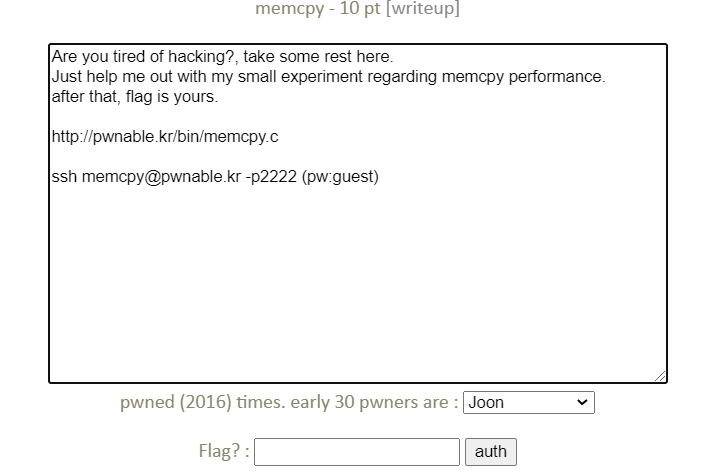 memcpy - 10 pt [writeup]
Are you tired of hacking?, take some rest here.
Just help me out with my small experiment regarding memcpy performance.
after that, flag is yours.
http://pwnable.kr/bin/memcpy.c
ssh memcpy@pwnable.kr -p2222 (pw:guest)
pwned (2016) times. early 30 pwners are : Joon
Flag? : auth